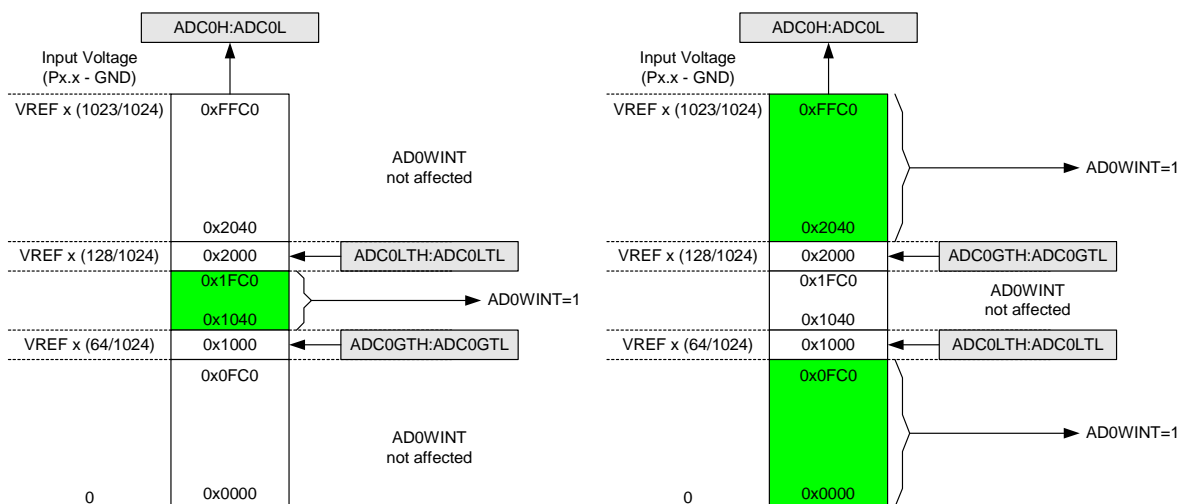 ADC0H:ADC0L
Input Voltage
(Px.x - GND)
VREF x (1023/1024)
0xFFC0
AD0WINT
not affected
0x2040
VREF x (128/1024)
0x2000
ADC0LTH:ADC0LTL
0x1FC0
AD0WINT=1
0x1040
VREF x (64/1024)
0x1000
ADC0GTH:ADC0GTL
0x0FC0
AD0WINT
not affected
0
0x0000
ADC0H:ADC0L
Input Voltage
(Px.x - GND)
VREF x (1023/1024)
0xFFC0
AD0WINT=1
0x2040
VREF x (128/1024)
0x2000
ADC0GTH:ADC0GTL
0x1FC0
AD0WINT
not affected
0x1040
VREF x (64/1024)
0x1000
ADC0LTH:ADC0LTL
0x0FC0
AD0WINT=1
0
0x0000